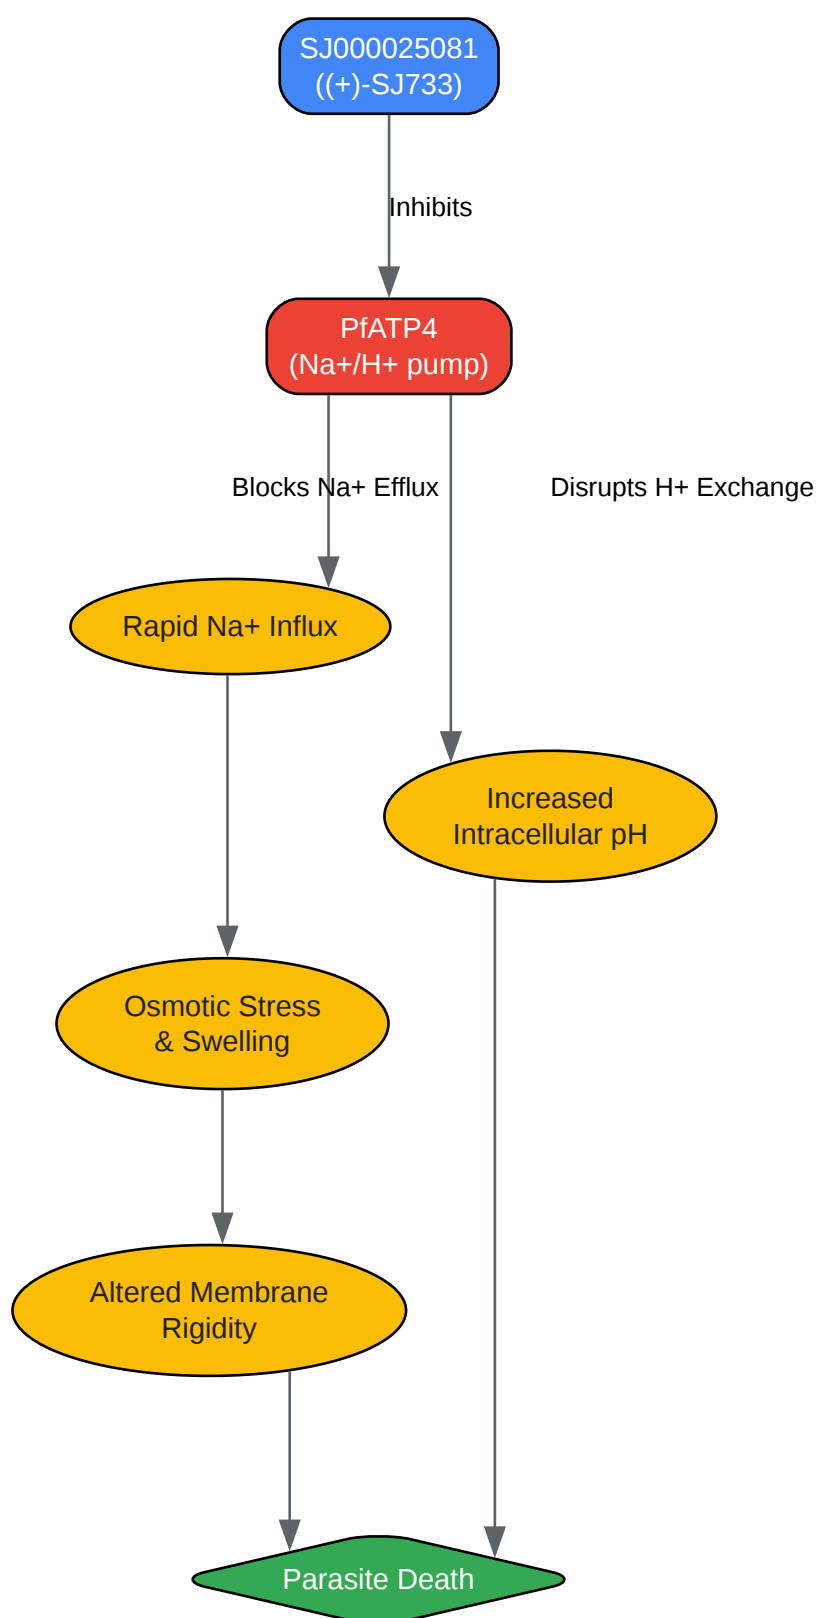 SJ000025081
((+)-SJ733)
Inhibits
PfATP4
(Na+/H+ pump)
Blocks Na+ Efflux
Disrupts H+ Exchange
Rapid Na+ Influx
Increased
Intracellular pH
Osmotic Stress
& Swelling
Altered Membrane
Rigidity
Parasite Death